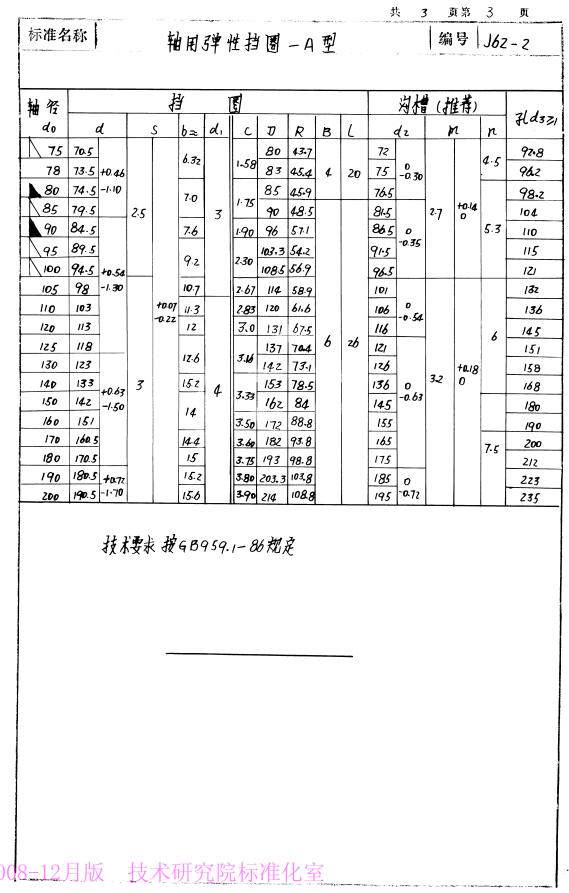 共 3 页第 3 页
标准名称 轴用弹性挡圈-A型 编号 J62-2
轴径 挡 圈 沟槽(推荐) 孔d3≥
d0 d S b≈ d1 C D R B L d2 m n
75 70.5 6.32 1.58 80 43.7 4 20 72 0 -0.30 4.5 92.8
78 73.5 +0.46 -1.10 83 45.4 75 96.2
80 74.5 7.0 1.75 85 45.9 76.5 98.2
85 79.5 2.5 3 90 48.5 81.5 0 -0.35 2.7 +0.14 0 5.3 104
90 84.5 7.6 1.90 96 57.1 86.5 110
95 89.5 9.2 2.30 103.3 54.2 91.5 115
100 94.5 +0.54 -1.30 108.5 56.9 96.5 121
105 98 10.7 2.67 114 58.9 101 132
110 103 +0.07 -0.22 11.3 2.83 120 61.6 106 0 -0.54 136
120 113 12 3.0 131 67.5 6 26 116 6 145
125 118 12.6 3.16 137 70.4 121 151
130 123 142 73.1 126 3.2 +0.18 0 158
140 133 +0.63 -1.50 3 15.2 3.33 153 78.5 136 0 -0.63 168
150 142 14 4 162 84 145 180
160 151 3.50 172 88.8 155 190
170 160.5 14.4 3.60 182 93.8 165 7.5 200
180 170.5 15 3.75 193 98.8 175 212
190 180.5 +0.72 -1.70 15.2 3.80 203.3 103.8 185 0 -0.72 223
200 190.5 15.6 3.90 214 108.8 195 235
技术要求 按GB959.1-86规定
008-12月版 技术研究院标准化室